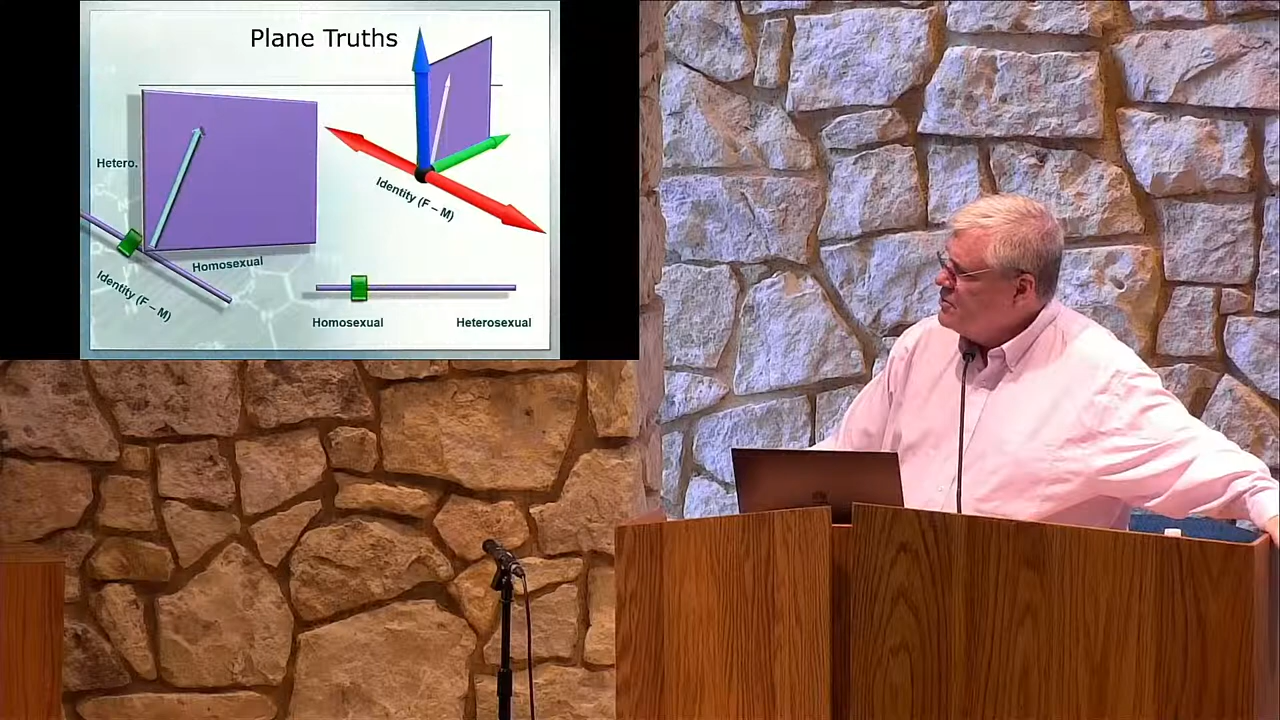 Plane Truths
Hetero.
Identity (F – M)
Homosexual
Identity (F – M)
Homosexual
Heterosexual